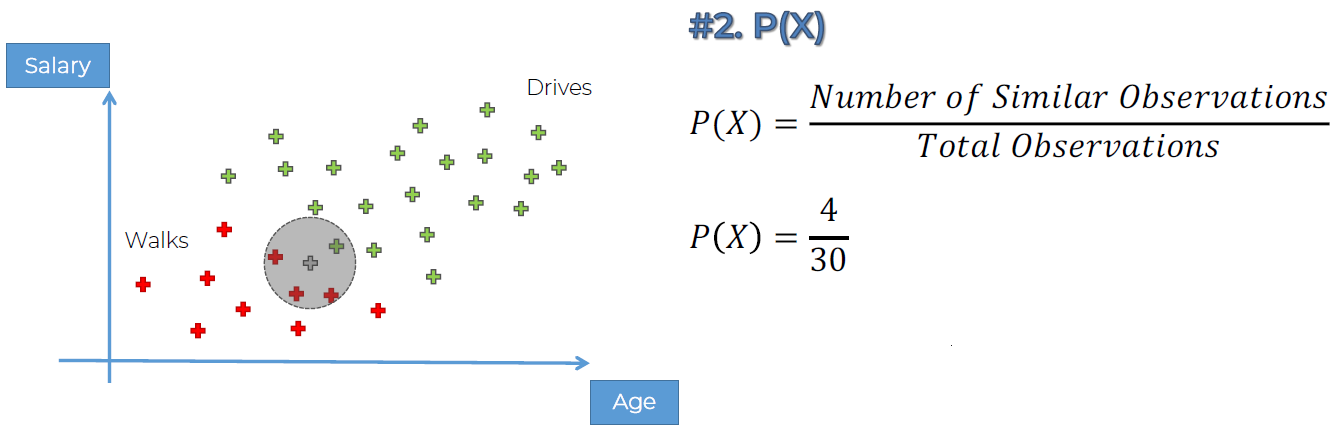 #2. P(X)
Salary
Drives
P(X) = Number of Similar Observations / Total Observations
Walks
P(X) = 4 / 30
Age